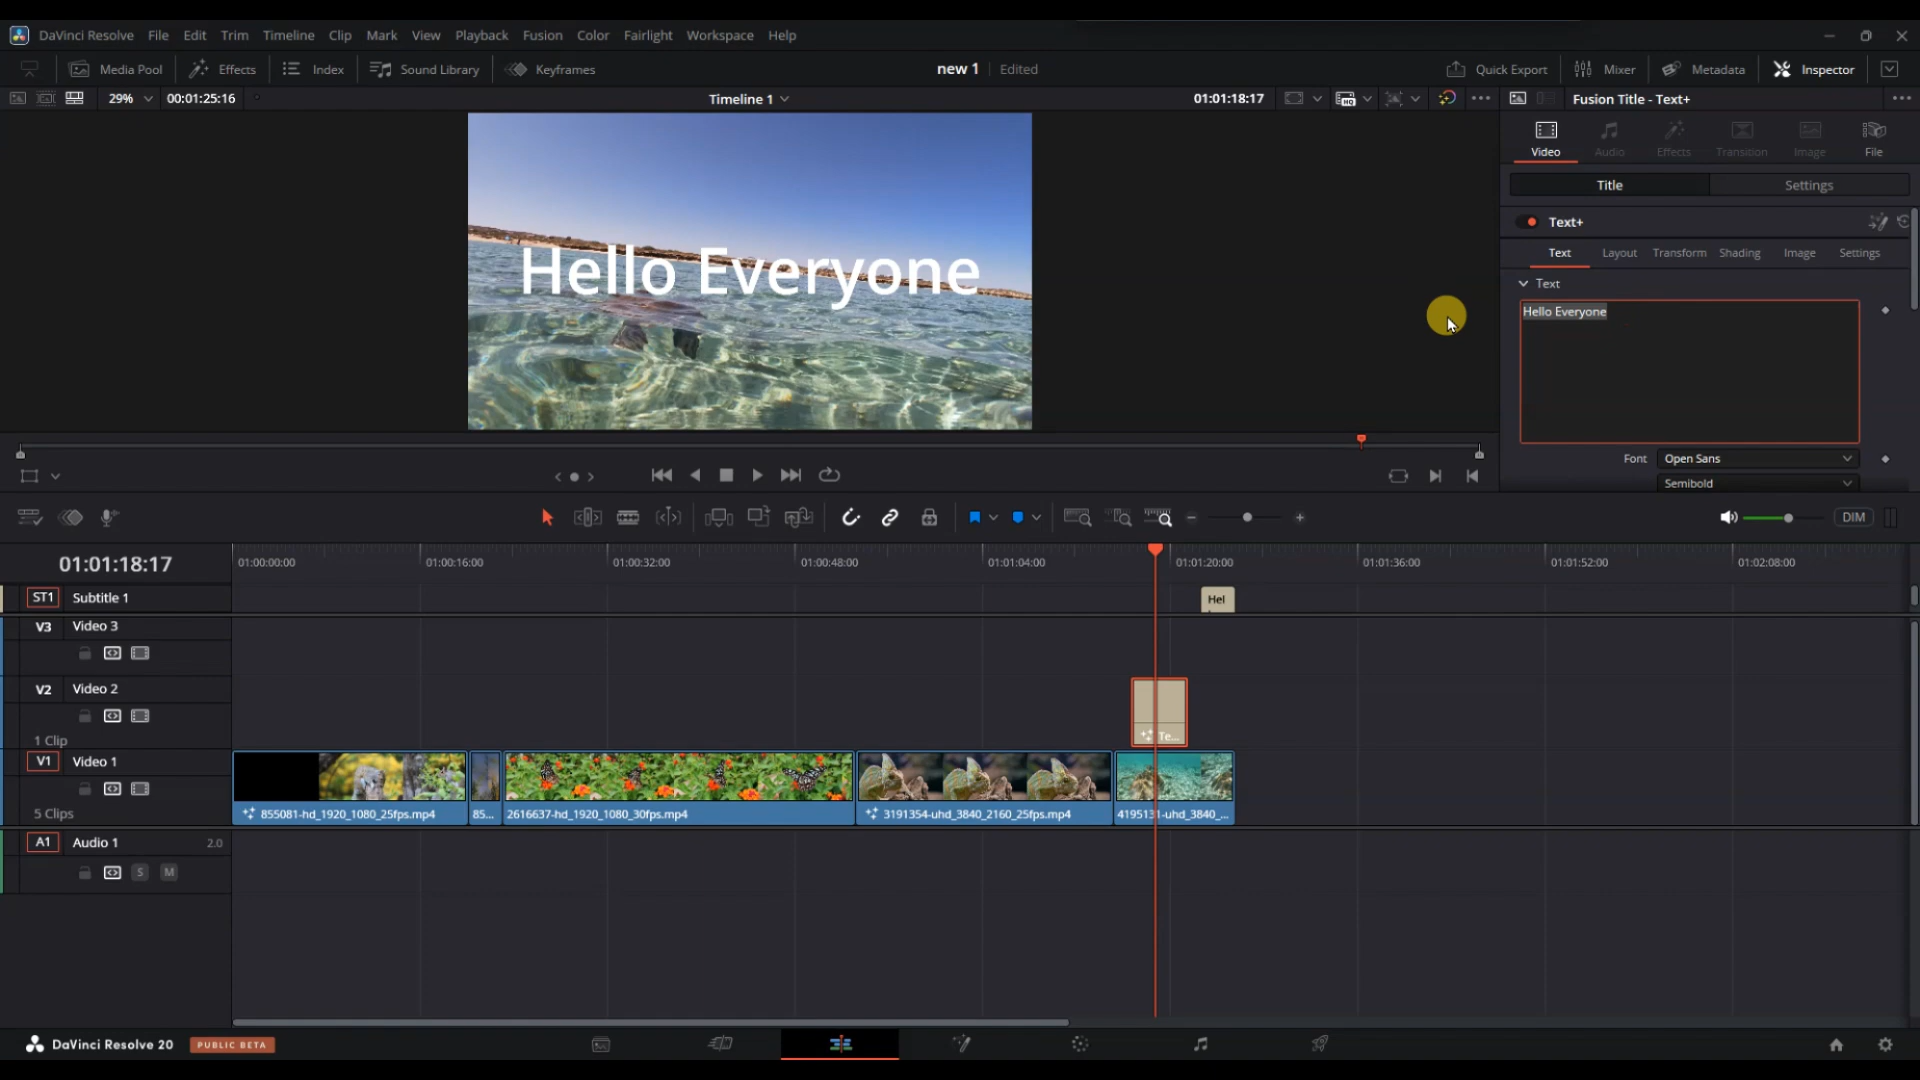 DaVinci Resolve File Edit Trim Timeline Clip Mark View Playback Fusion Color Fairlight Workspace Help
Media Pool Effects Index Sound Library Keyframes new 1 Edited Quick Export Mixer Metadata Inspector
29% 00:01:25:16 Timeline 1 01:01:18:17 HQ Fusion Title - Text+
Video Audio Effects Transition Image File
Title Settings
Text+
Text Layout Transform Shading Image Settings
Text
Hello Everyone
Hello Everyone
Font Open Sans
Semibold
DIM
01:01:18:17 01:00:00:00 01:00:16:00 01:00:32:00 01:00:48:00 01:01:04:00 01:01:20:00 01:01:36:00 01:01:52:00 01:02:08:00
ST1 Subtitle 1 Hel
V3 Video 3
V2 Video 2
1 Clip Te...
V1 Video 1
5 Clips 855081-hd_1920_1080_25fps.mp4 85... 2616637-hd_1920_1080_30fps.mp4 3191354-uhd_3840_2160_25fps.mp4 4195131-uhd_3840_...
A1 Audio 1 2.0
S M
DaVinci Resolve 20 PUBLIC BETA